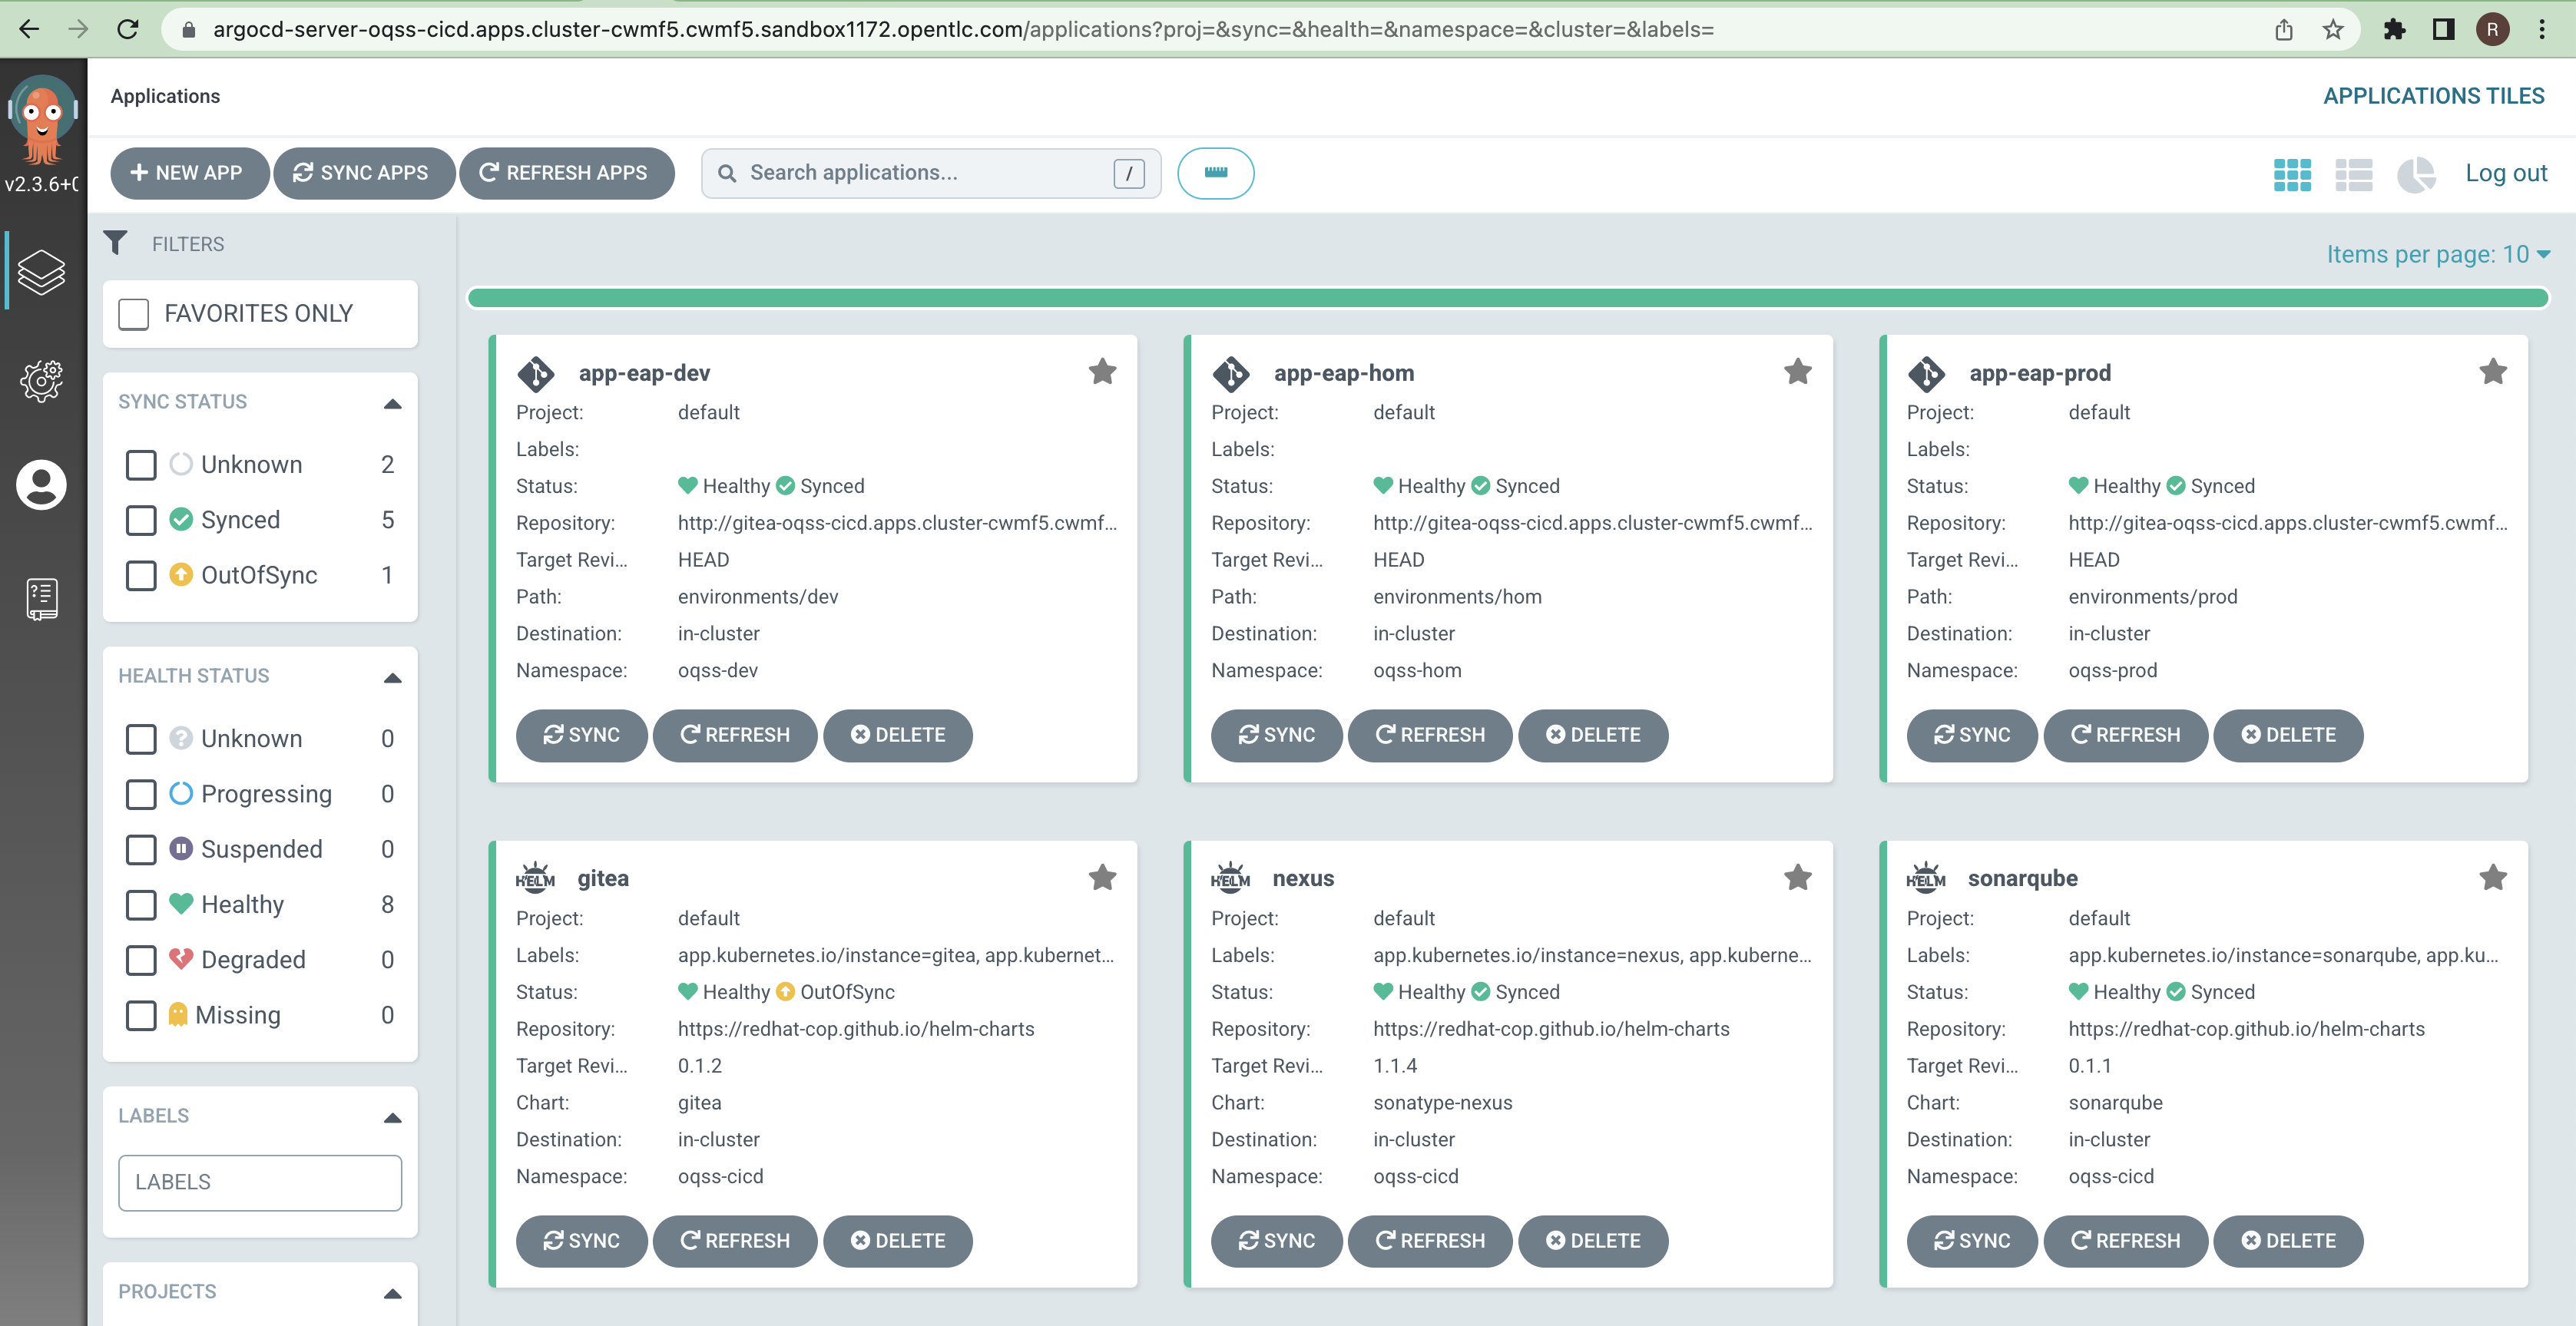 argocd-server-oqss-cicd.apps.cluster-cwmf5.cwmf5.sandbox1172.opentlc.com/applications?proj=&sync=&health=&namespace=&cluster=&labels=
R
Applications
APPLICATIONS TILES
v2.3.6+0
NEW APP
SYNC APPS
REFRESH APPS
Search applications...
/
Log out
FILTERS
Items per page: 10
FAVORITES ONLY
SYNC STATUS
Unknown 2
Synced 5
OutOfSync 1
HEALTH STATUS
Unknown 0
Progressing 0
Suspended 0
Healthy 8
Degraded 0
Missing 0
LABELS
LABELS
PROJECTS
app-eap-dev
Project: default
Labels:
Status: Healthy Synced
Repository: http://gitea-oqss-cicd.apps.cluster-cwmf5.cwmf...
Target Revi... HEAD
Path: environments/dev
Destination: in-cluster
Namespace: oqss-dev
SYNC REFRESH DELETE
app-eap-hom
Project: default
Labels:
Status: Healthy Synced
Repository: http://gitea-oqss-cicd.apps.cluster-cwmf5.cwmf...
Target Revi... HEAD
Path: environments/hom
Destination: in-cluster
Namespace: oqss-hom
SYNC REFRESH DELETE
app-eap-prod
Project: default
Labels:
Status: Healthy Synced
Repository: http://gitea-oqss-cicd.apps.cluster-cwmf5.cwmf...
Target Revi... HEAD
Path: environments/prod
Destination: in-cluster
Namespace: oqss-prod
SYNC REFRESH DELETE
HELM gitea
Project: default
Labels: app.kubernetes.io/instance=gitea, app.kubernet...
Status: Healthy OutOfSync
Repository: https://redhat-cop.github.io/helm-charts
Target Revi... 0.1.2
Chart: gitea
Destination: in-cluster
Namespace: oqss-cicd
SYNC REFRESH DELETE
HELM nexus
Project: default
Labels: app.kubernetes.io/instance=nexus, app.kuberne...
Status: Healthy Synced
Repository: https://redhat-cop.github.io/helm-charts
Target Revi... 1.1.4
Chart: sonatype-nexus
Destination: in-cluster
Namespace: oqss-cicd
SYNC REFRESH DELETE
HELM sonarqube
Project: default
Labels: app.kubernetes.io/instance=sonarqube, app.ku...
Status: Healthy Synced
Repository: https://redhat-cop.github.io/helm-charts
Target Revi... 0.1.1
Chart: sonarqube
Destination: in-cluster
Namespace: oqss-cicd
SYNC REFRESH DELETE